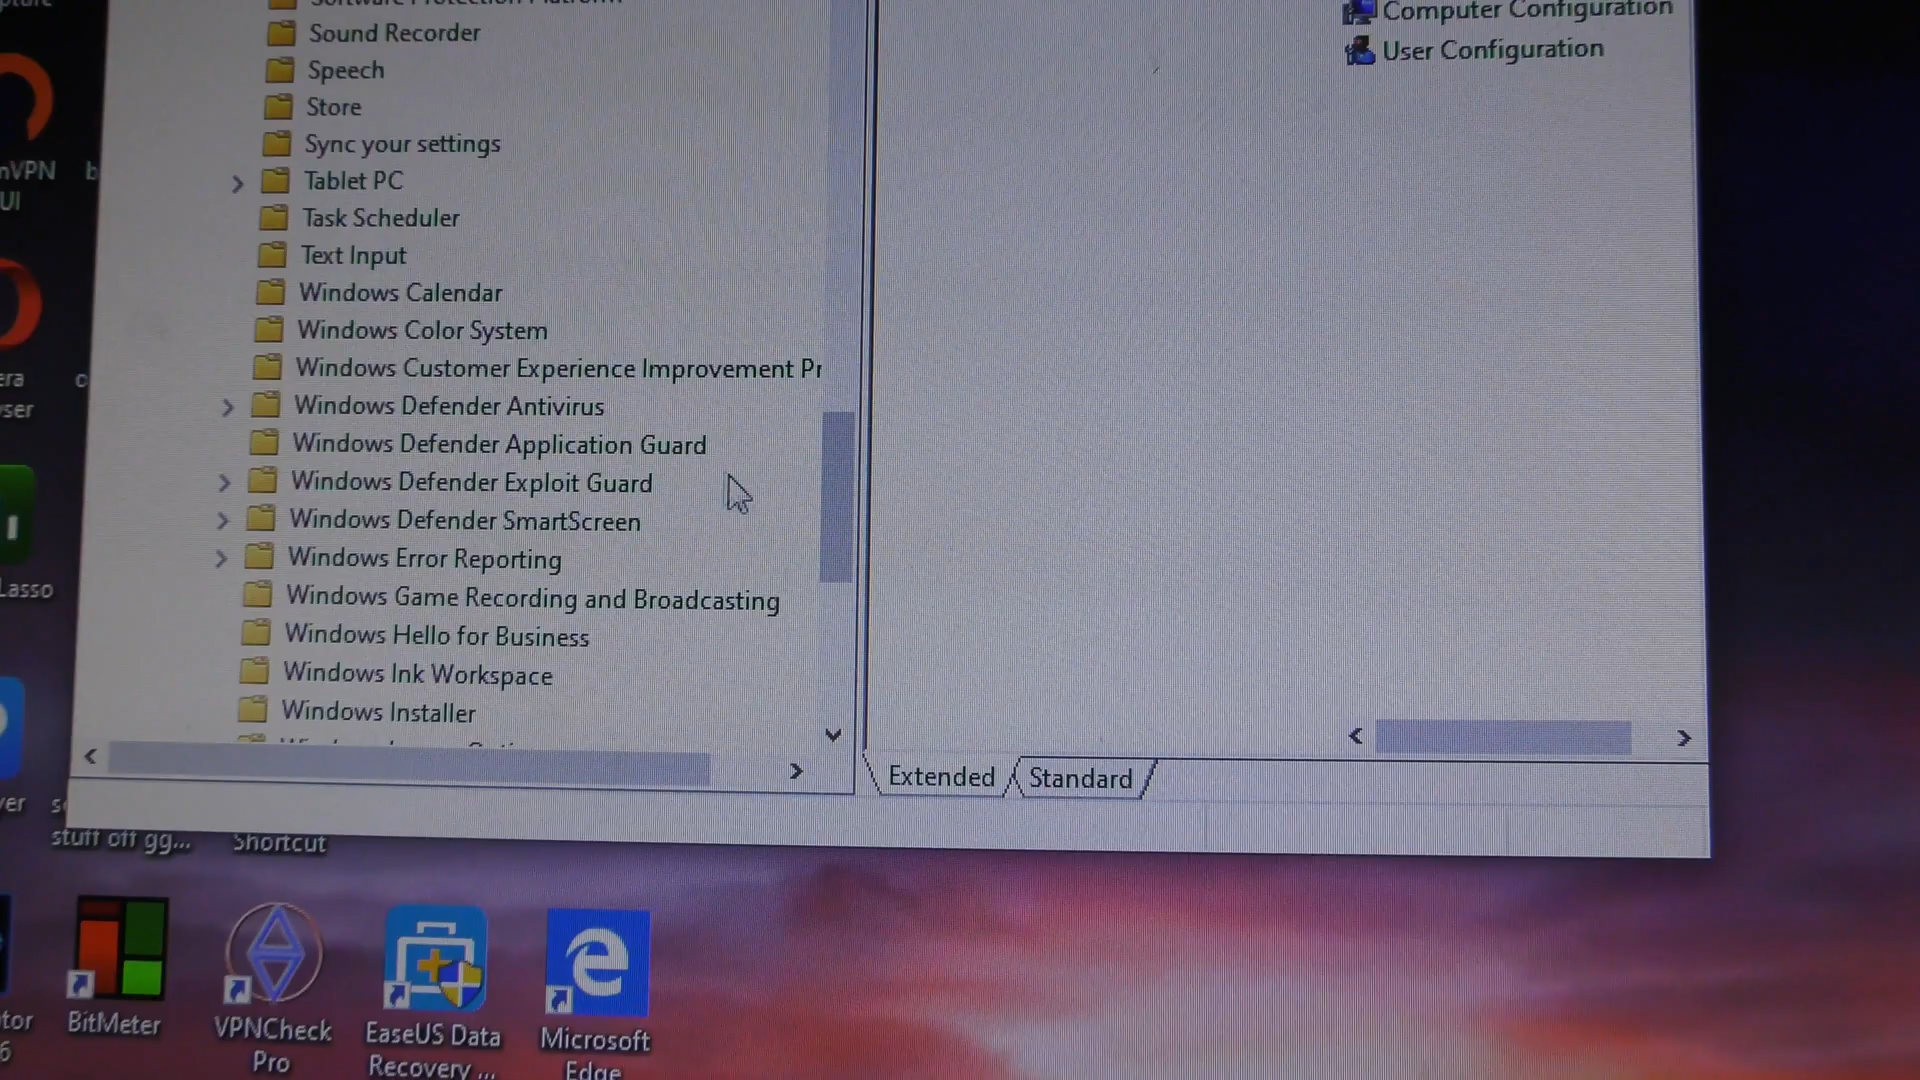 Software Protection Platform
Sound Recorder
Speech
Store
Sync your settings
Tablet PC
Task Scheduler
Text Input
Windows Calendar
Windows Color System
Windows Customer Experience Improvement Pr
Windows Defender Antivirus
Windows Defender Application Guard
Windows Defender Exploit Guard
Windows Defender SmartScreen
Windows Error Reporting
Windows Game Recording and Broadcasting
Windows Hello for Business
Windows Ink Workspace
Windows Installer
Computer Configuration
User Configuration
Extended
Standard
nVPN
UI
era
ser
Lasso
ver
stuff off gg...
Shortcut
tor
6
BitMeter
VPNCheck
Pro
EaseUS Data
Recovery ...
Microsoft
Edge